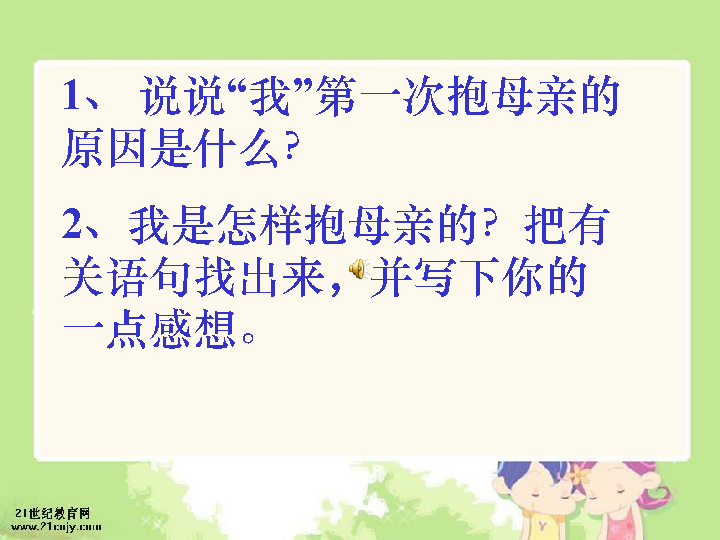 1、 说说“我”第一次抱母亲的
原因是什么?
2、我是怎样抱母亲的? 把有
关语句找出来, 并写下你的
一点感想。
21世纪教育网
www.21cnjy.com